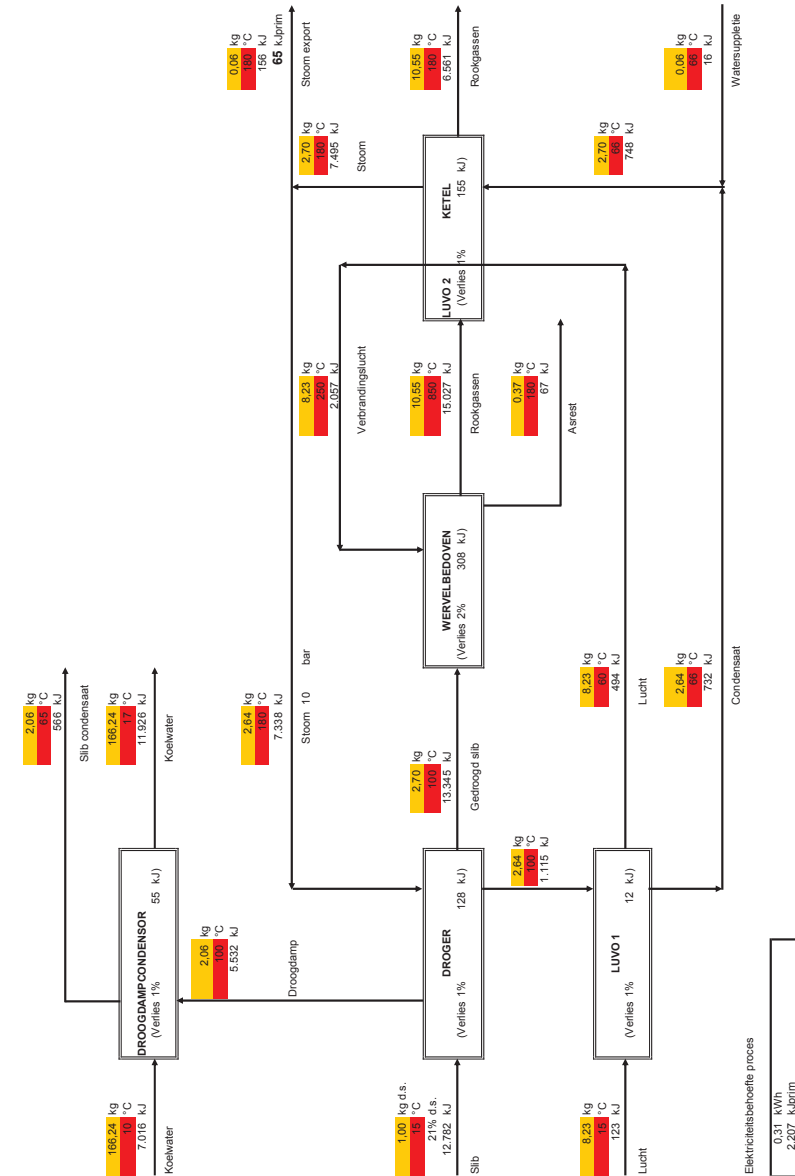 166,24 kg
10 °C
7.016 kJ
Koelwater
DROOGDAMPCONDENSOR
(Verlies 1% 55 kJ)
2,06 kg
65 °C
566 kJ
Slib condensaat
166,24 kg
17 °C
11.926 kJ
Koelwater
2,06 kg
100 °C
5.532 kJ
Droogdamp
2,64 kg
180 °C
7.338 kJ
Stoom 10 bar
0,06 kg
180 °C
156 kJ
65 kJprim
Stoom export
2,70 kg
180 °C
7.495 kJ
Stoom
8,23 kg
250 °C
2.057 kJ
Verbrandingslucht
1,00 kg d.s.
15 °C
21% d.s.
12.782 kJ
Slib
DROGER
(Verlies 1% 128 kJ)
2,70 kg
100 °C
13.345 kJ
Gedroogd slib
WERVELBEDOVEN
(Verlies 2% 308 kJ)
10,55 kg
850 °C
15.027 kJ
Rookgassen
LUVO 2 KETEL
(Verlies 1% 155 kJ)
10,55 kg
180 °C
6.561 kJ
Rookgassen
0,37 kg
180 °C
67 kJ
Asrest
2,64 kg
100 °C
1.115 kJ
8,23 kg
15 °C
123 kJ
Lucht
LUVO 1
(Verlies 1% 12 kJ)
8,23 kg
60 °C
494 kJ
Lucht
2,70 kg
66 °C
748 kJ
2,64 kg
66 °C
732 kJ
Condensaat
0,06 kg
66 °C
16 kJ
Watersuppletie
Elektriciteitsbehoefte proces
0,31 kWh
2.207 kJprim